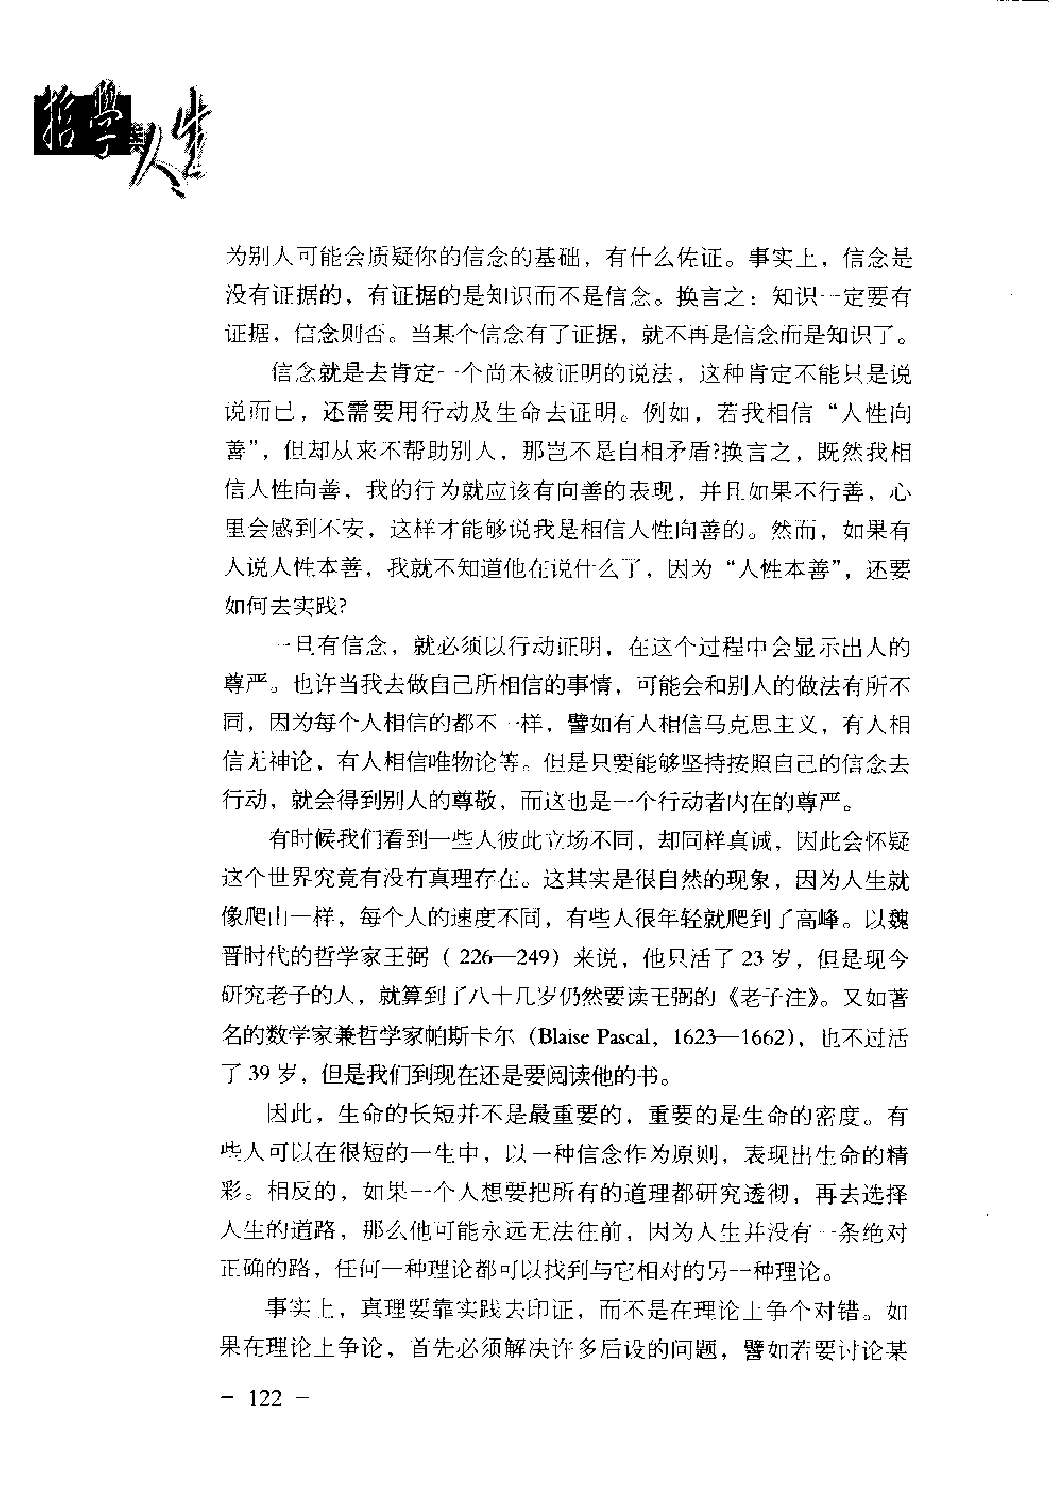 哲學與人生
为别人可能会质疑你的信念的基础，有什么佐证。事实上，信念是
没有证据的，有证据的是知识而不是信念。换言之：知识一定要有
证据，信念则否。当某个信念有了证据，就不再是信念而是知识了。
信念就是去肯定一个尚未被证明的说法，这种肯定不能只是说
说而已，还需要用行动及生命去证明。例如，若我相信“人性向
善”，但却从来不帮助别人，那岂不是自相矛盾?换言之，既然我相
信人性向善，我的行为就应该有向善的表现，并且如果不行善，心
里会感到不安，这样才能够说我是相信人性向善的。然而，如果有
人说人性本善，我就不知道他在说什么了，因为“人性本善”，还要
如何去实践?
一旦有信念，就必须以行动证明，在这个过程中会显示出人的
尊严。也许当我去做自己所相信的事情，可能会和别人的做法有所不
同，因为每个人相信的都不一样，譬如有人相信马克思主义，有人相
信无神论，有人相信唯物论等。但是只要能够坚持按照自己的信念去
行动，就会得到别人的尊敬，而这也是一个行动者内在的尊严。
有时候我们看到一些人彼此立场不同，却同样真诚，因此会怀疑
这个世界究竟有没有真理存在。这其实是很自然的现象，因为人生就
像爬山一样，每个人的速度不同，有些人很年轻就爬到了高峰。以魏
晋时代的哲学家王弼（226—249）来说，他只活了23岁，但是现今
研究老子的人，就算到了八十几岁仍然要读王弼的《老子注》。又如著
名的数学家兼哲学家帕斯卡尔（Blaise Pascal，1623—1662），也不过活
了39岁，但是我们到现在还是要阅读他的书。
因此，生命的长短并不是最重要的，重要的是生命的密度。有
些人可以在很短的一生中，以一种信念作为原则，表现出生命的精
彩。相反的，如果一个人想要把所有的道理都研究透彻，再去选择
人生的道路，那么他可能永远无法往前，因为人生并没有一条绝对
正确的路，任何一种理论都可以找到与它相对的另一种理论。
事实上，真理要靠实践去印证，而不是在理论上争个对错。如
果在理论上争论，首先必须解决许多后设的问题，譬如若要讨论某
－ 122 －